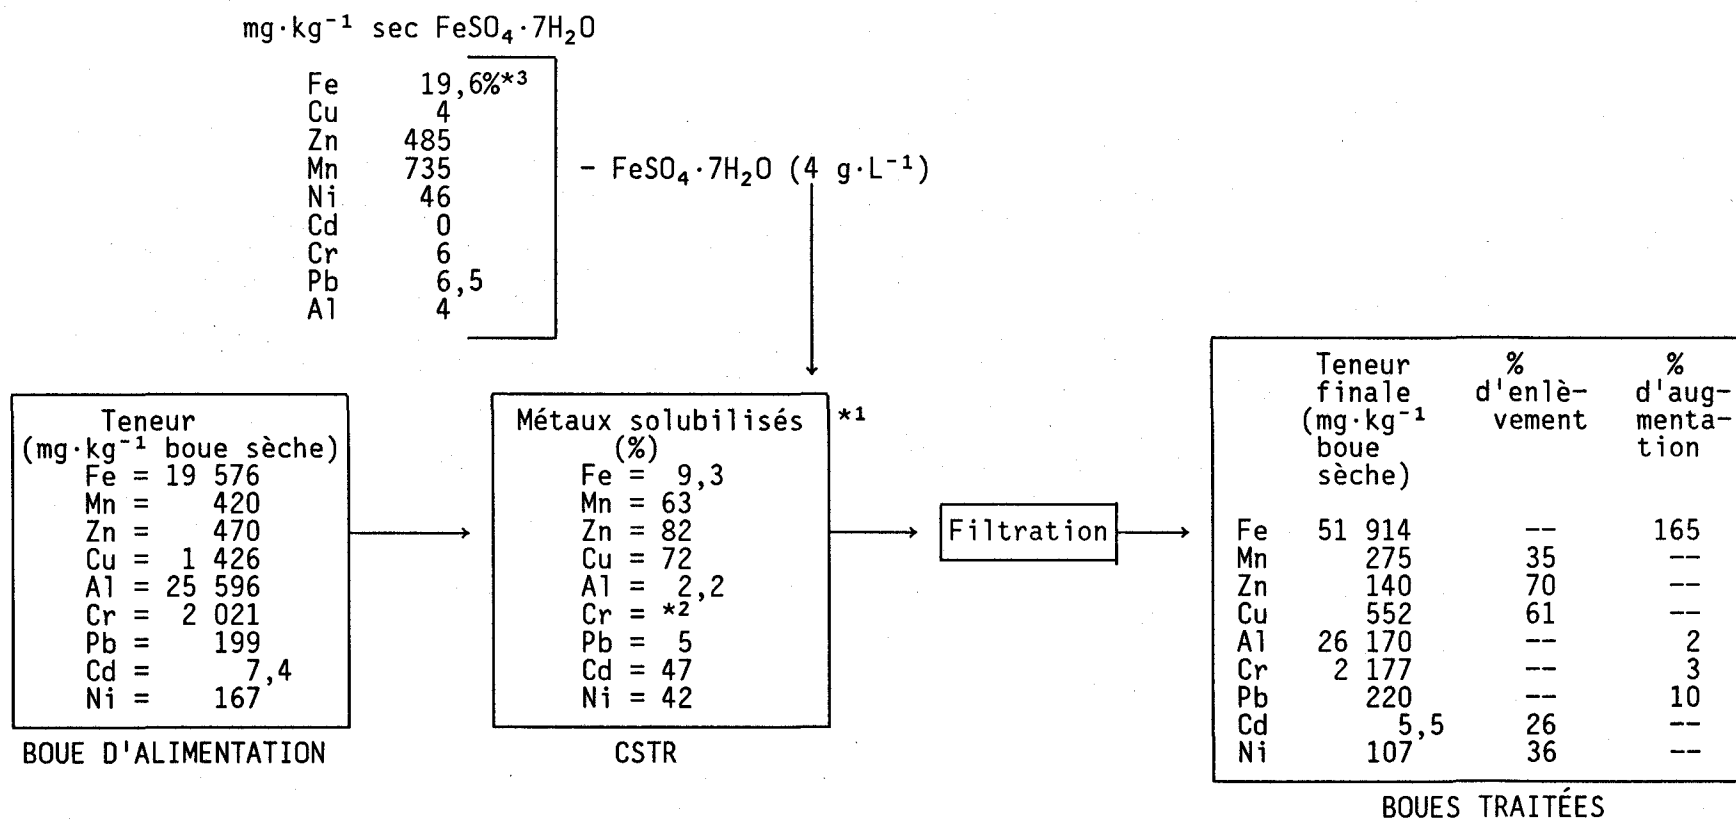 mg·kg⁻¹ sec FeSO₄·7H₂O
Fe 19,6%*³
Cu 4
Zn 485
Mn 735
Ni 46
Cd 0
Cr 6
Pb 6,5
Al 4
– FeSO₄·7H₂O (4 g·L⁻¹)
Teneur
(mg·kg⁻¹ boue sèche)
Fe = 19 576
Mn = 420
Zn = 470
Cu = 1 426
Al = 25 596
Cr = 2 021
Pb = 199
Cd = 7,4
Ni = 167
BOUE D'ALIMENTATION
Métaux solubilisés *¹
(%)
Fe = 9,3
Mn = 63
Zn = 82
Cu = 72
Al = 2,2
Cr = *²
Pb = 5
Cd = 47
Ni = 42
CSTR
Filtration
Teneur % %
finale d'enlè- d'aug-
(mg·kg⁻¹ vement menta-
boue tion
sèche)
Fe 51 914 -- 165
Mn 275 35 --
Zn 140 70 --
Cu 552 61 --
Al 26 170 -- 2
Cr 2 177 -- 3
Pb 220 -- 10
Cd 5,5 26 --
Ni 107 36 --
BOUES TRAITÉES